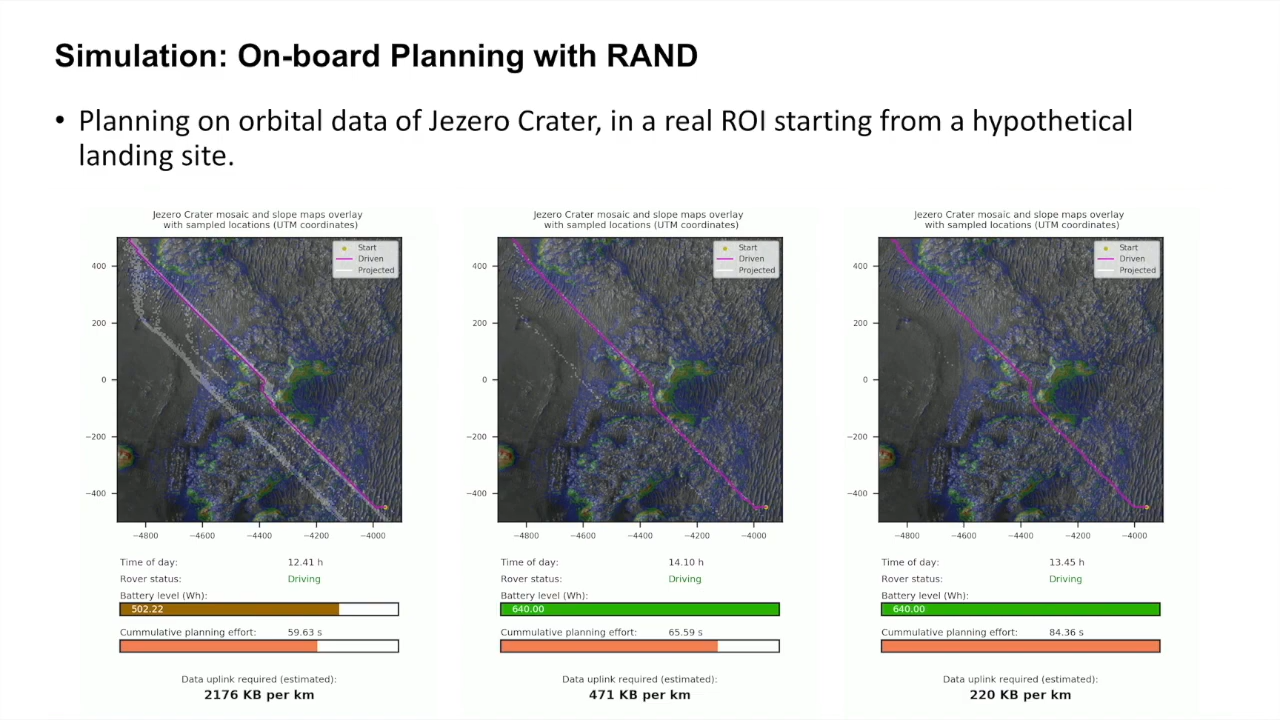 Simulation: On-board Planning with RAND
• Planning on orbital data of Jezero Crater, in a real ROI starting from a hypothetical
landing site.
Jezero Crater mosaic and slope maps overlay
with sampled locations (UTM coordinates)
Start
Driven
Projected
400
200
0
−200
−400
−4800 −4600 −4400 −4200 −4000
Time of day: 12.41 h
Rover status: Driving
Battery level (Wh):
502.22
Cummulative planning effort: 59.63 s
Data uplink required (estimated):
2176 KB per km
Jezero Crater mosaic and slope maps overlay
with sampled locations (UTM coordinates)
Start
Driven
Projected
400
200
0
−200
−400
−4800 −4600 −4400 −4200 −4000
Time of day: 14.10 h
Rover status: Driving
Battery level (Wh):
640.00
Cummulative planning effort: 65.59 s
Data uplink required (estimated):
471 KB per km
Jezero Crater mosaic and slope maps overlay
with sampled locations (UTM coordinates)
Start
Driven
Projected
400
200
0
−200
−400
−4800 −4600 −4400 −4200 −4000
Time of day: 13.45 h
Rover status: Driving
Battery level (Wh):
640.00
Cummulative planning effort: 84.36 s
Data uplink required (estimated):
220 KB per km